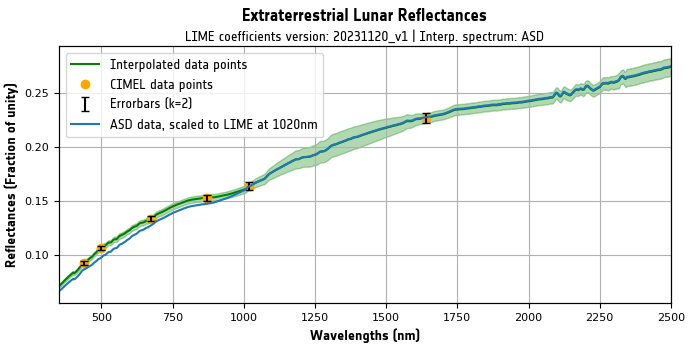 Extraterrestrial Lunar Reflectances
LIME coefficients version: 20231120_v1 | Interp. spectrum: ASD
Interpolated data points
CIMEL data points
Errorbars (k=2)
ASD data, scaled to LIME at 1020nm
Reflectances (Fraction of unity)
0.25
0.20
0.15
0.10
500 750 1000 1250 1500 1750 2000 2250 2500
Wavelengths (nm)